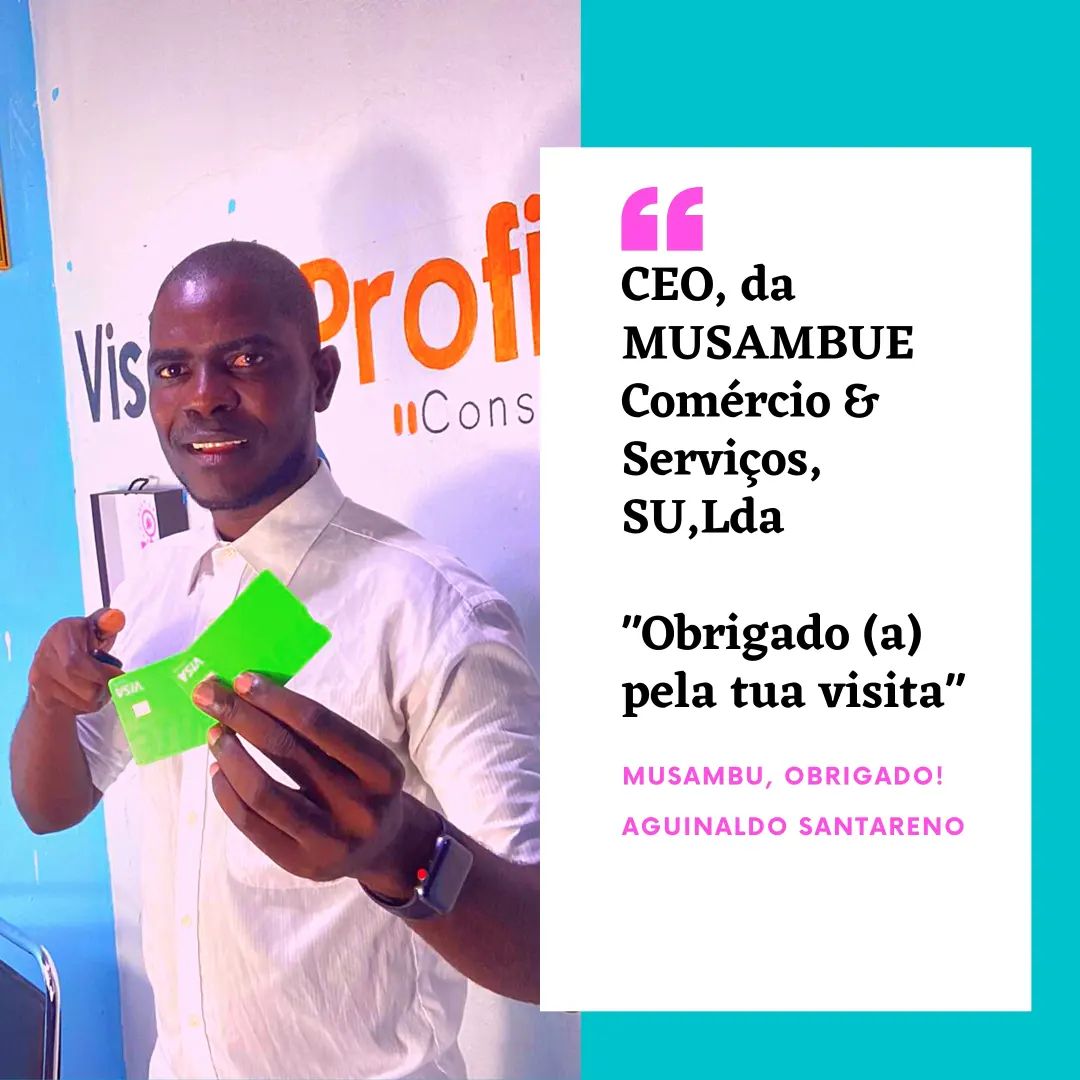 Vis
Profi
Cons
VISA
VISA
CEO, da
MUSAMBUE
Comércio &
Serviços,
SU,Lda
"Obrigado (a)
pela tua visita"
MUSAMBU, OBRIGADO!
AGUINALDO SANTARENO